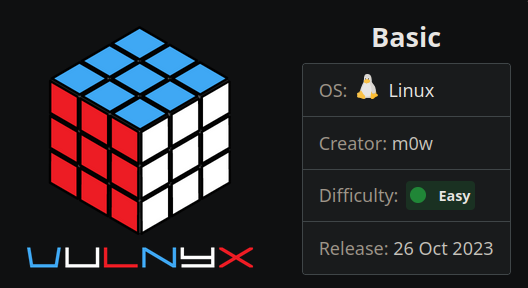 Basic
OS: Linux
Creator: m0w
Difficulty: Easy
Release: 26 Oct 2023
VULNYX